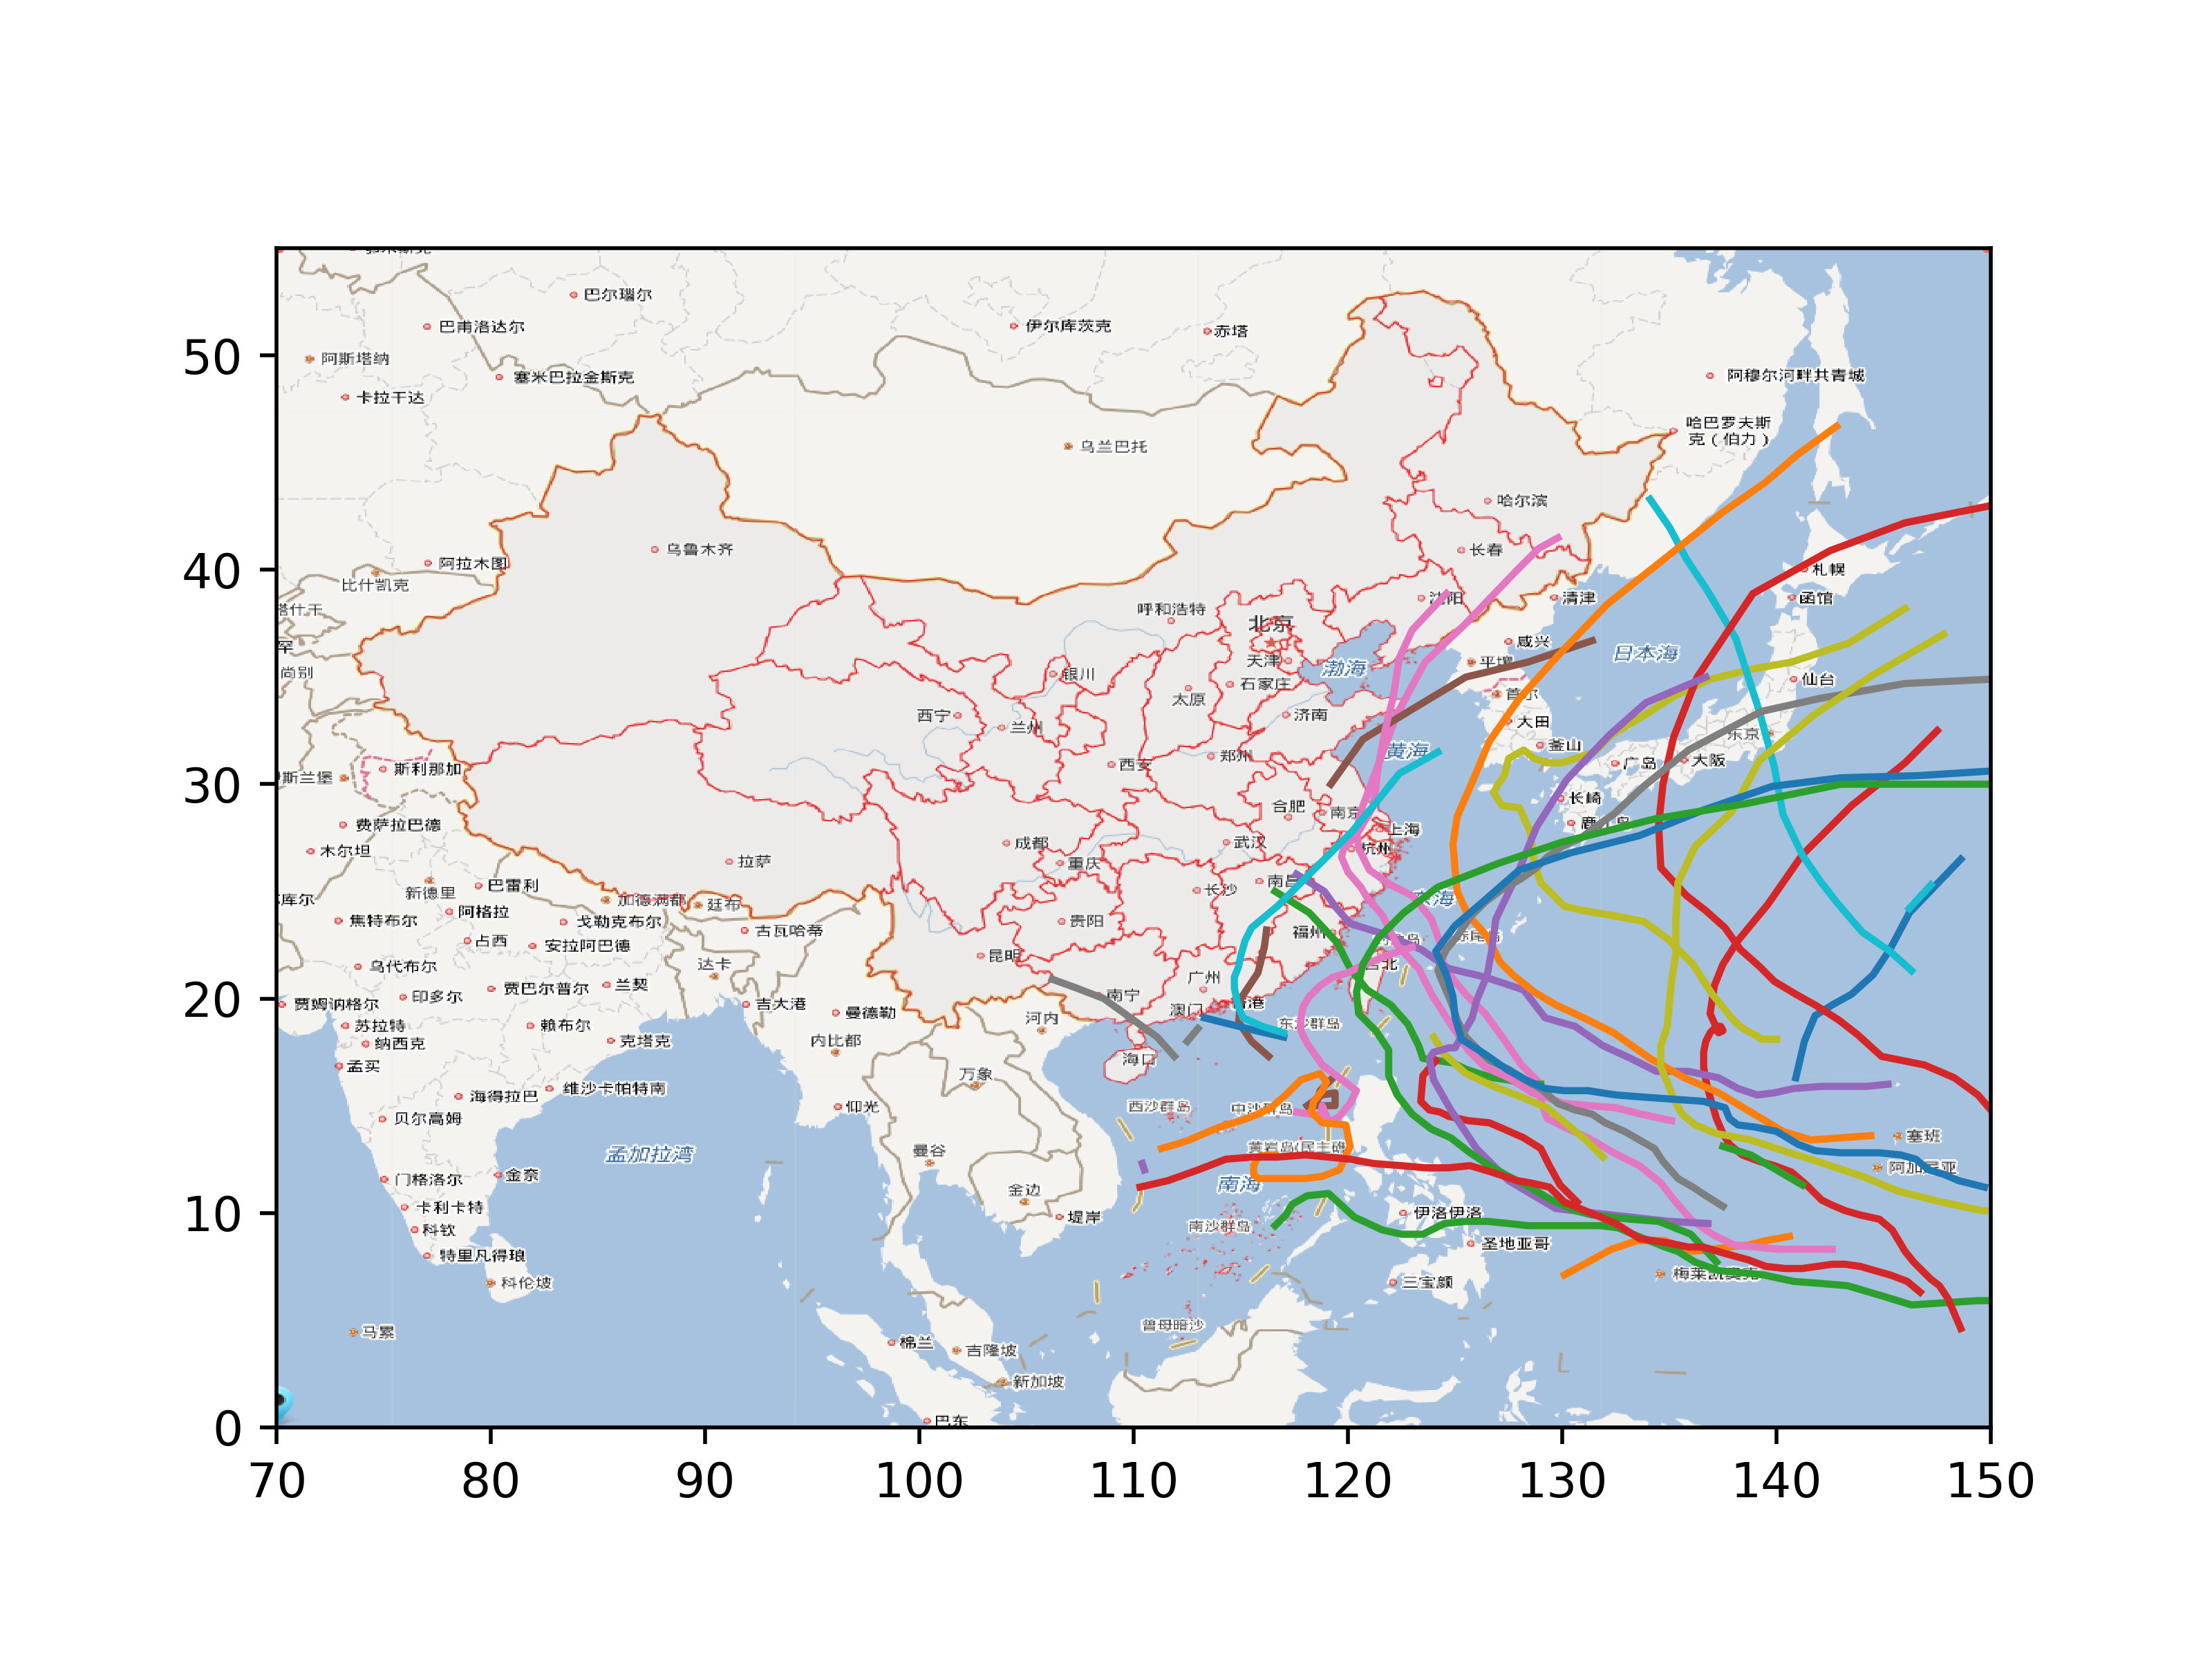 巴尔瑙尔
巴甫洛达尔
伊尔库茨克
赤塔
阿斯塔纳
塞米巴拉金斯克
阿穆尔河畔共青城
卡拉干达
哈巴罗夫斯
克（伯力）
乌兰巴托
哈尔滨
乌鲁木齐
长春
阿拉木图
札幌
比什凯克
清津
函馆
塔什干
呼和浩特
沈阳
北京
咸兴
日本海
天津
平壤
渤海
尚别
银川
石家庄
仙台
太原
首尔
西宁
济南
大田
兰州
东京
黄海
釜山
斯利那加
西安
郑州
广岛
大阪
斯兰堡
长崎
合肥
南京
费萨拉巴德
上海
木尔坦
成都
武汉
杭州
拉萨
重庆
新德里
巴雷利
长沙
南昌
库尔
加德满都
廷布
东海
阿格拉
焦特布尔
戈勒克布尔
贵阳
古瓦哈蒂
福州
占西
安拉阿巴德
昆明
台北
乌代布尔
达卡
广州
贾姆讷格尔
印多尔
贾巴尔普尔
兰契
南宁
吉大港
曼德勒
澳门
香港
苏拉特
赖布尔
河内
东沙群岛
纳西克
克塔克
内比都
海口
孟买
万象
海得拉巴
维沙卡帕特南
仰光
西沙群岛
中沙群岛
贝尔高姆
塞班
曼谷
黄岩岛(民主礁
孟加拉湾
阿加尼亚
门格洛尔
金奈
南海
金边
卡利卡特
堤岸
伊洛伊洛
科钦
南沙群岛
圣地亚哥
特里凡得琅
科伦坡
三宝颜
梅莱凯奥克
曾母暗沙
马累
棉兰
吉隆坡
新加坡
巴东
50
40
30
20
10
0
70 80 90 100 110 120 130 140 150